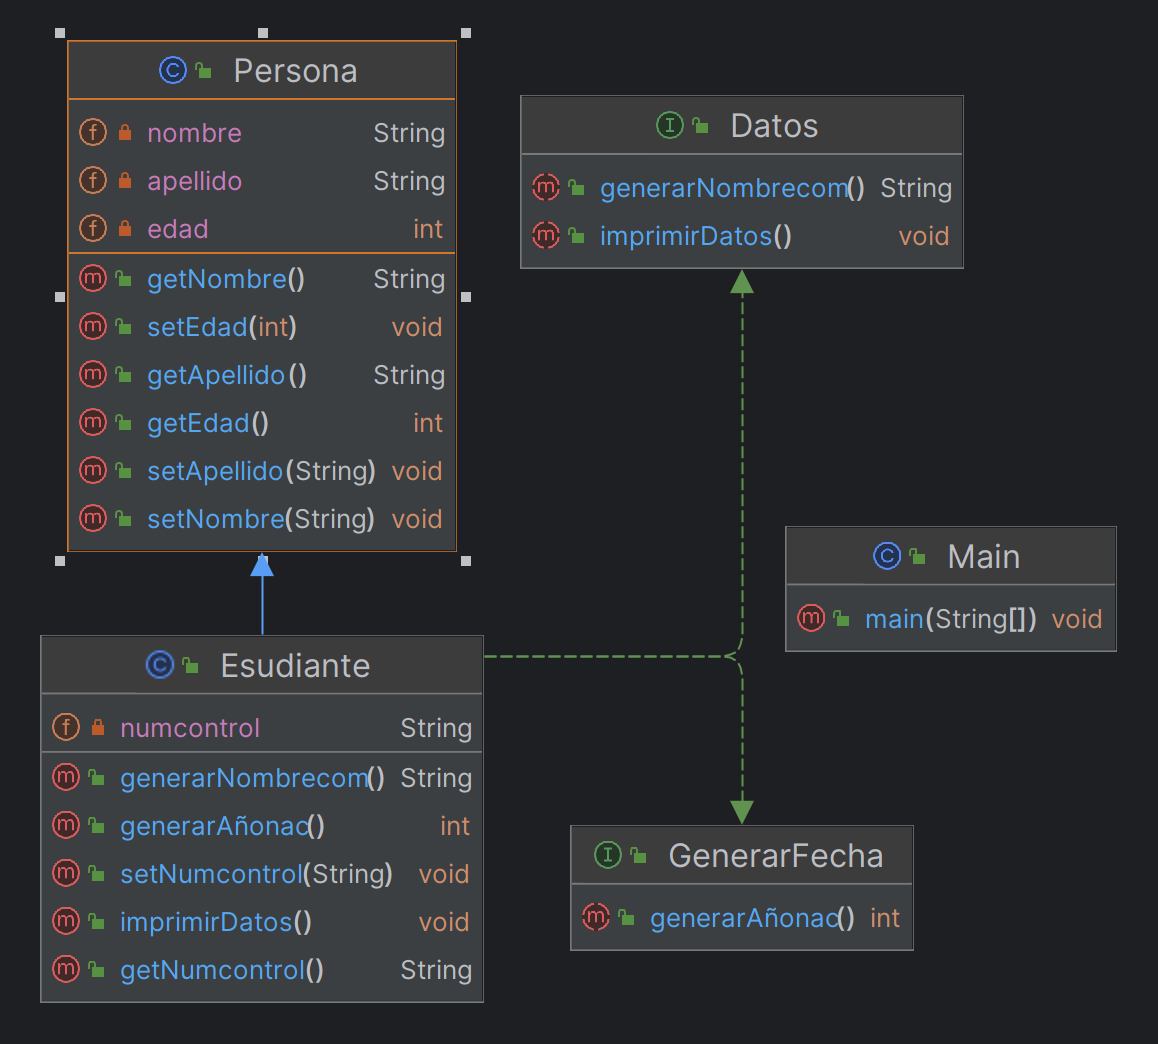 Persona
nombre String
apellido String
edad int
getNombre() String
setEdad(int) void
getApellido() String
getEdad() int
setApellido(String) void
setNombre(String) void
Datos
generarNombrecom() String
imprimirDatos() void
Main
main(String[]) void
Esudiante
numcontrol String
generarNombrecom() String
generarAñonac() int
setNumcontrol(String) void
imprimirDatos() void
getNumcontrol() String
GenerarFecha
generarAñonac() int